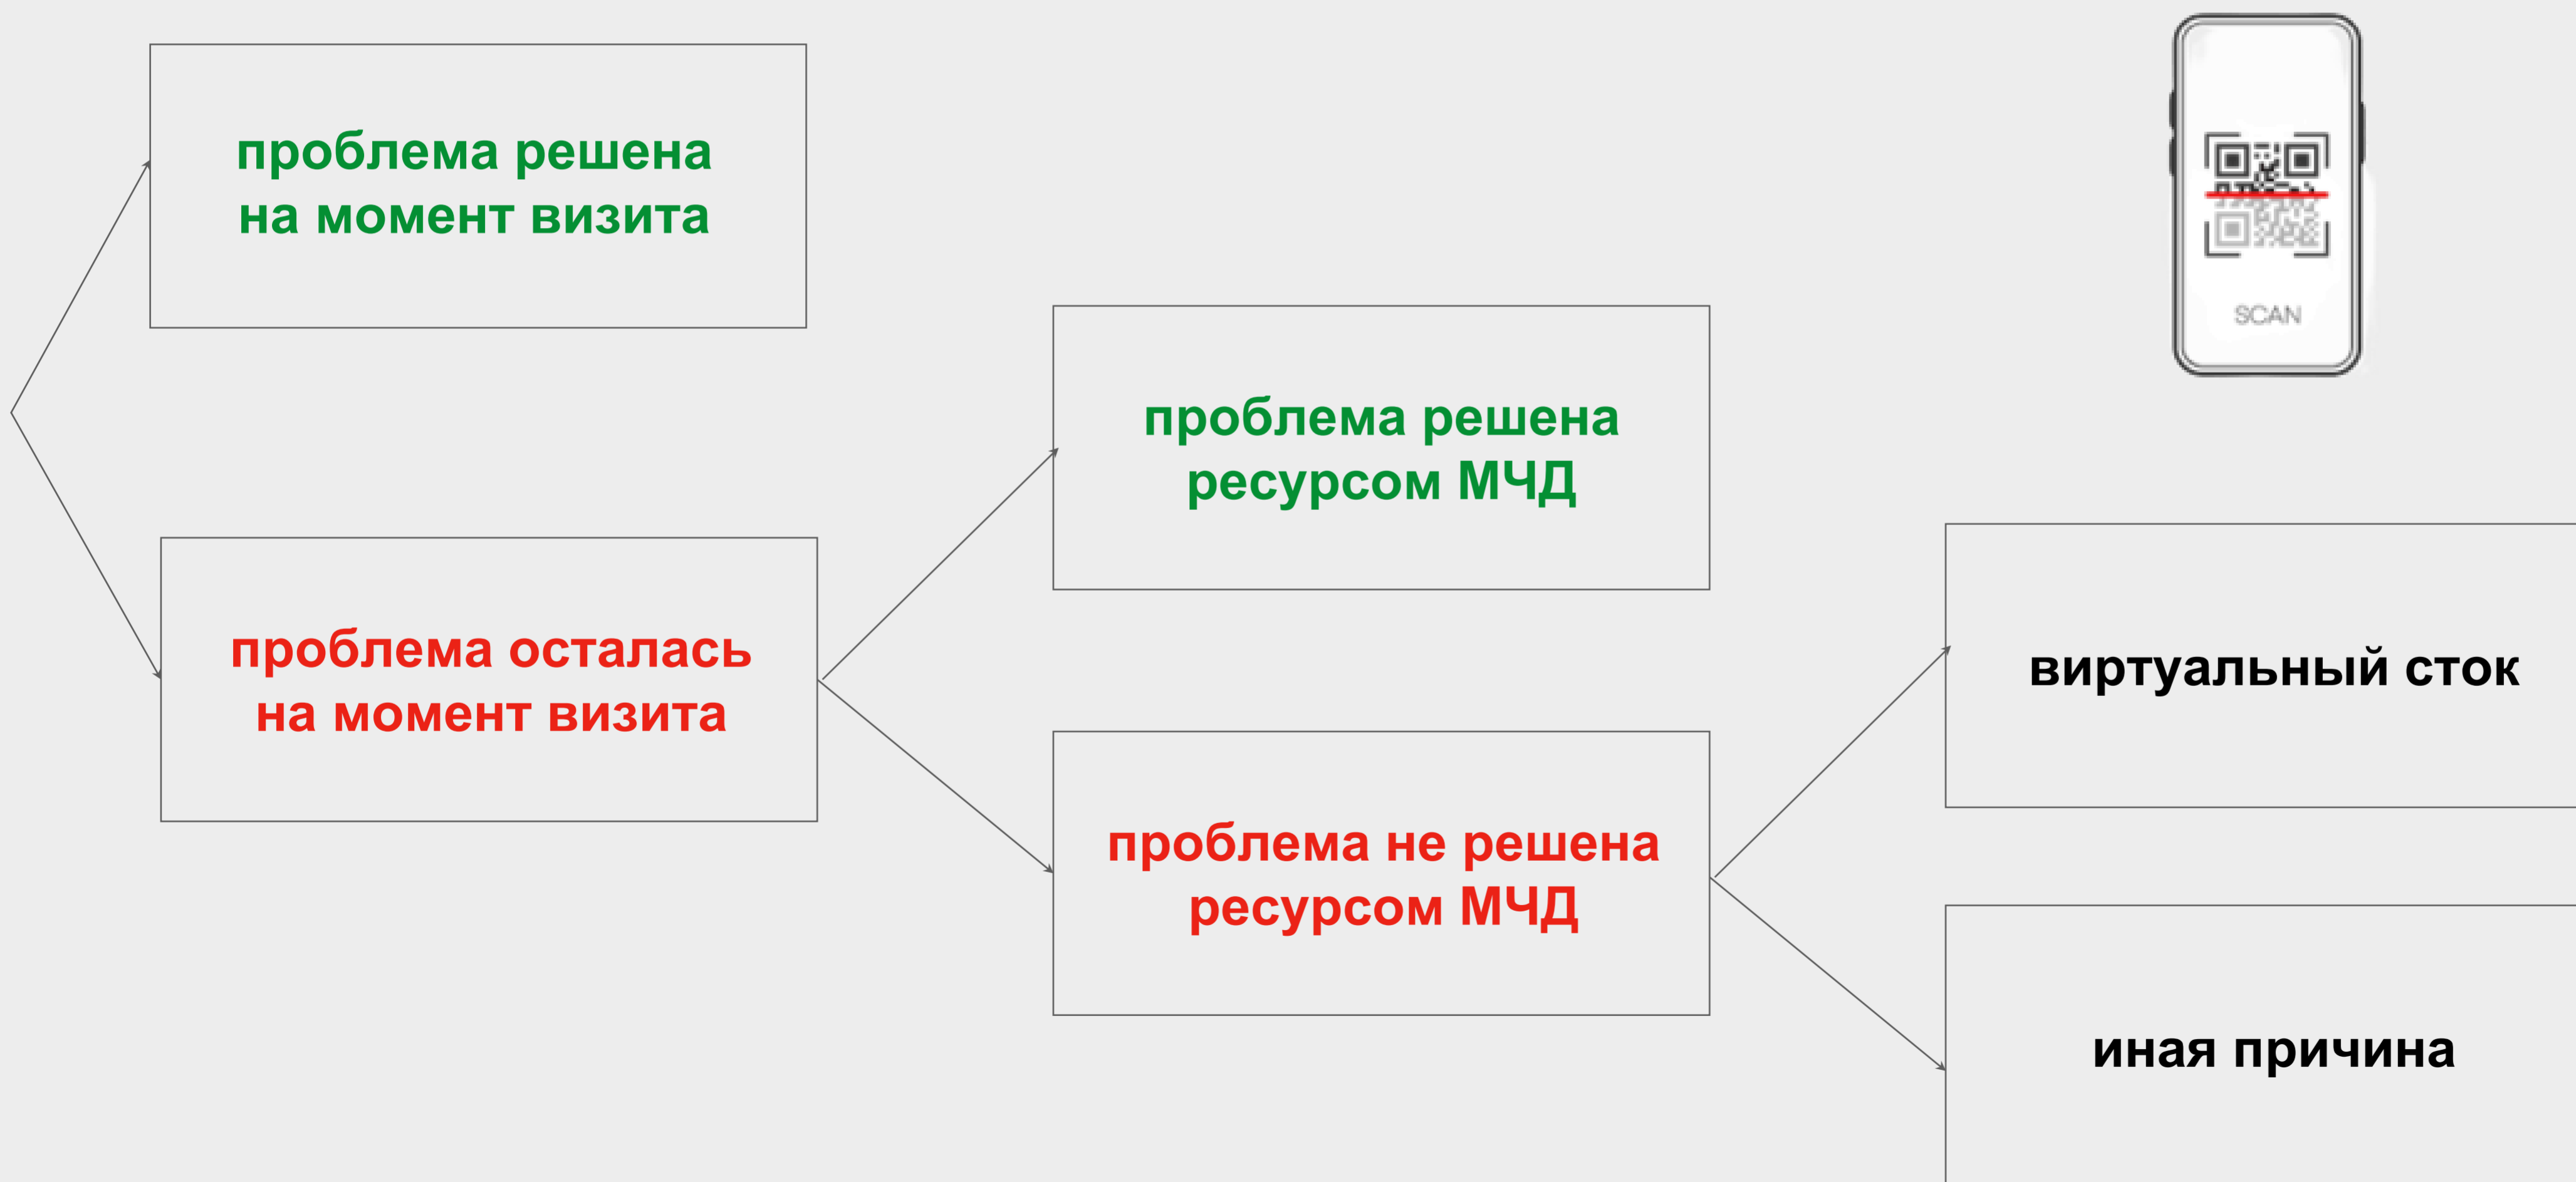 проблема решена
на момент визита
SCAN
проблема решена
ресурсом МЧД
проблема осталась
на момент визита
виртуальный сток
проблема не решена
ресурсом МЧД
иная причина